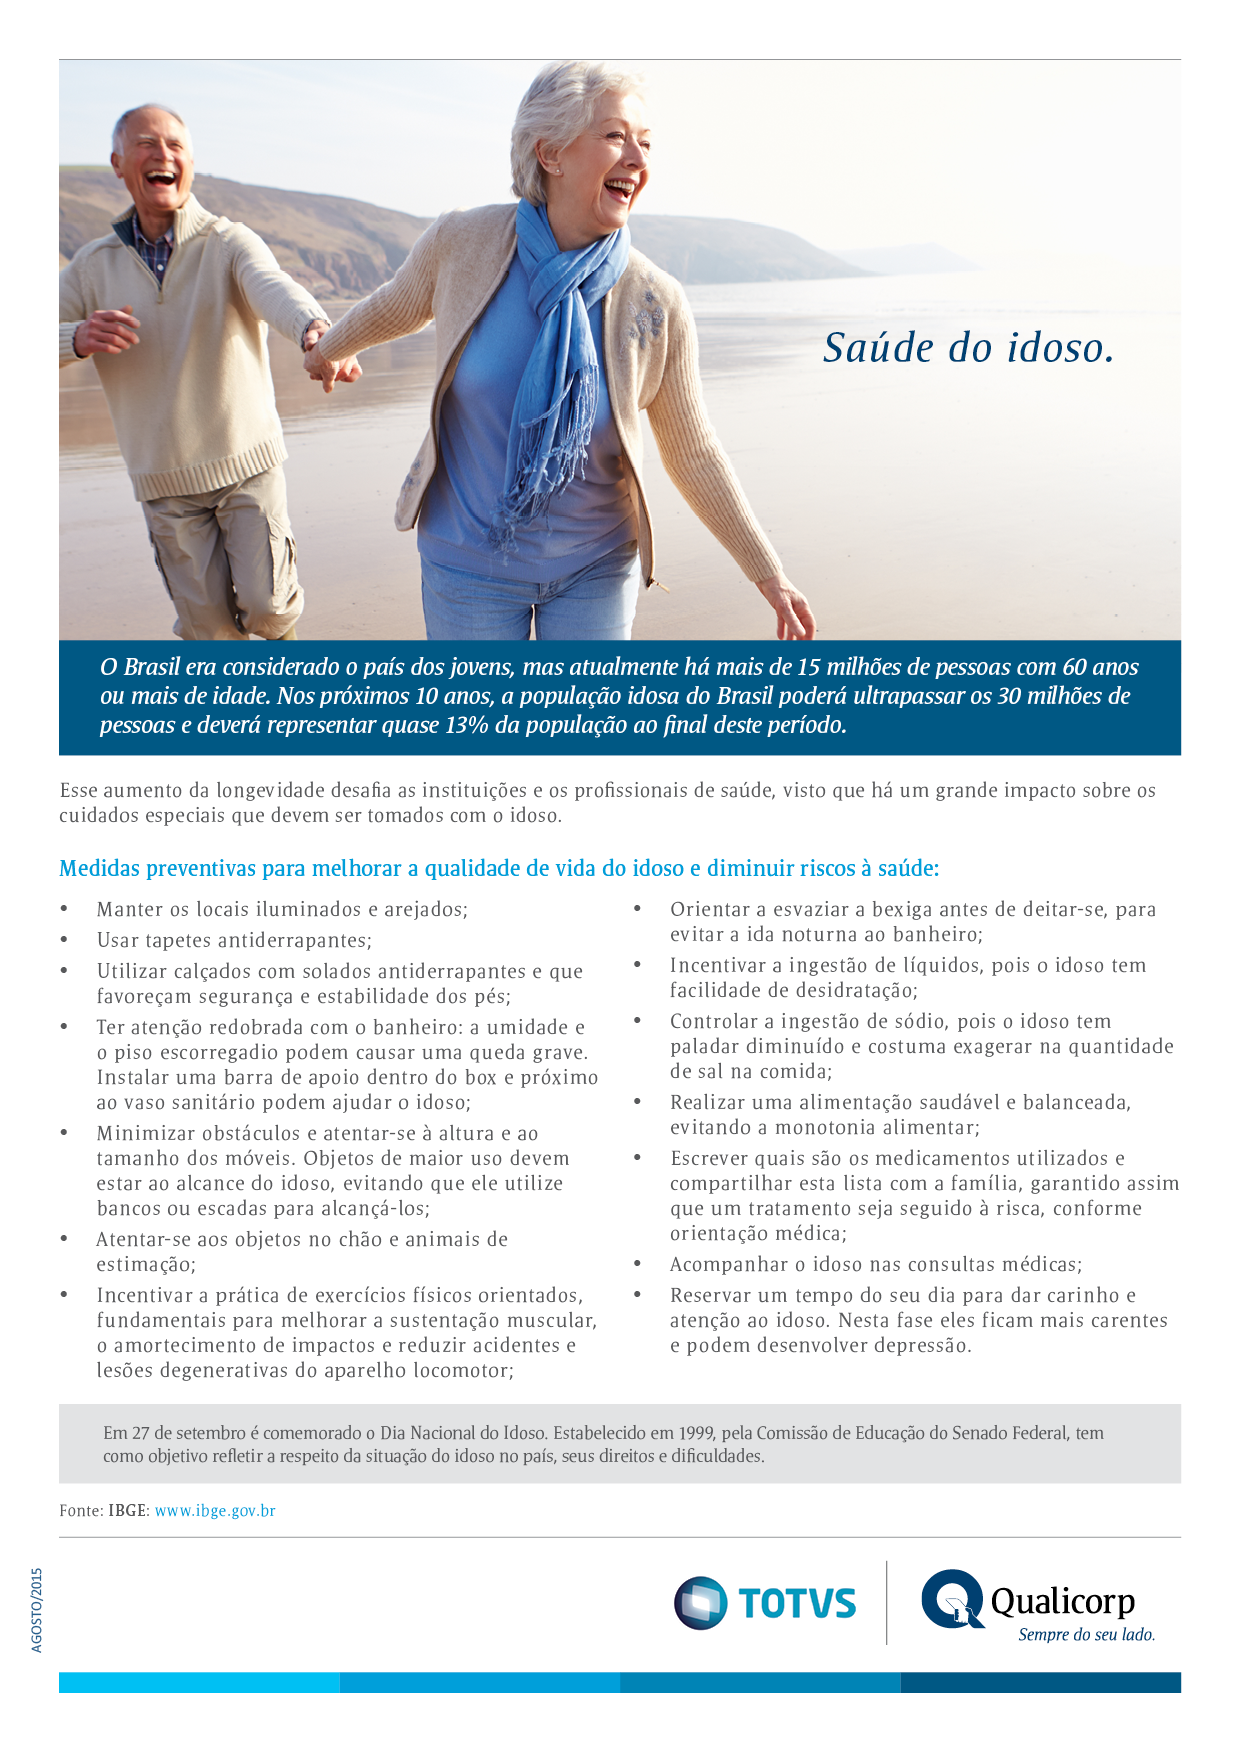 Saúde do idoso.
O Brasil era considerado o país dos jovens, mas atualmente há mais de 15 milhões de pessoas com 60 anos
ou mais de idade. Nos próximos 10 anos, a população idosa do Brasil poderá ultrapassar os 30 milhões de
pessoas e deverá representar quase 13% da população ao final deste período.
Esse aumento da longevidade desafia as instituições e os profissionais de saúde, visto que há um grande impacto sobre os
cuidados especiais que devem ser tomados com o idoso.
Medidas preventivas para melhorar a qualidade de vida do idoso e diminuir riscos à saúde:
• Manter os locais iluminados e arejados;
• Usar tapetes antiderrapantes;
• Utilizar calçados com solados antiderrapantes e que
favoreçam segurança e estabilidade dos pés;
• Ter atenção redobrada com o banheiro: a umidade e
o piso escorregadio podem causar uma queda grave.
Instalar uma barra de apoio dentro do box e próximo
ao vaso sanitário podem ajudar o idoso;
• Minimizar obstáculos e atentar-se à altura e ao
tamanho dos móveis. Objetos de maior uso devem
estar ao alcance do idoso, evitando que ele utilize
bancos ou escadas para alcançá-los;
• Atentar-se aos objetos no chão e animais de
estimação;
• Incentivar a prática de exercícios físicos orientados,
fundamentais para melhorar a sustentação muscular,
o amortecimento de impactos e reduzir acidentes e
lesões degenerativas do aparelho locomotor;
• Orientar a esvaziar a bexiga antes de deitar-se, para
evitar a ida noturna ao banheiro;
• Incentivar a ingestão de líquidos, pois o idoso tem
facilidade de desidratação;
• Controlar a ingestão de sódio, pois o idoso tem
paladar diminuído e costuma exagerar na quantidade
de sal na comida;
• Realizar uma alimentação saudável e balanceada,
evitando a monotonia alimentar;
• Escrever quais são os medicamentos utilizados e
compartilhar esta lista com a família, garantido assim
que um tratamento seja seguido à risca, conforme
orientação médica;
• Acompanhar o idoso nas consultas médicas;
• Reservar um tempo do seu dia para dar carinho e
atenção ao idoso. Nesta fase eles ficam mais carentes
e podem desenvolver depressão.
Em 27 de setembro é comemorado o Dia Nacional do Idoso. Estabelecido em 1999, pela Comissão de Educação do Senado Federal, tem
como objetivo refletir a respeito da situação do idoso no país, seus direitos e dificuldades.
Fonte: IBGE: www.ibge.gov.br
AGOSTO/2015
TOTVS
Qualicorp
Sempre do seu lado.